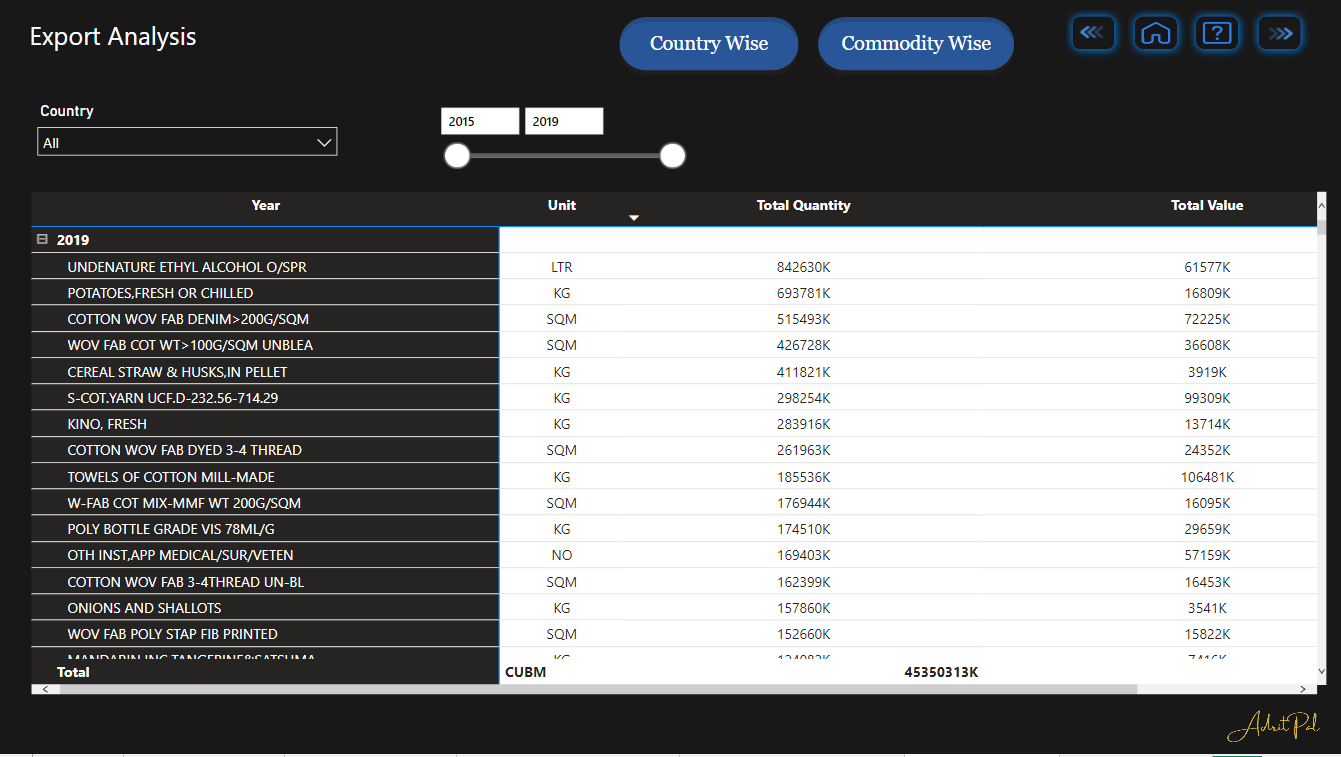 Export Analysis
Country Wise
Commodity Wise
?
Country
All
2015 2019
Year Unit Total Quantity Total Value
2019
UNDENATURE ETHYL ALCOHOL O/SPR LTR 842630K 61577K
POTATOES,FRESH OR CHILLED KG 693781K 16809K
COTTON WOV FAB DENIM>200G/SQM SQM 515493K 72225K
WOV FAB COT WT>100G/SQM UNBLEA SQM 426728K 36608K
CEREAL STRAW & HUSKS,IN PELLET KG 411821K 3919K
S-COT.YARN UCF.D-232.56-714.29 KG 298254K 99309K
KINO, FRESH KG 283916K 13714K
COTTON WOV FAB DYED 3-4 THREAD SQM 261963K 24352K
TOWELS OF COTTON MILL-MADE KG 185536K 106481K
W-FAB COT MIX-MMF WT 200G/SQM SQM 176944K 16095K
POLY BOTTLE GRADE VIS 78ML/G KG 174510K 29659K
OTH INST,APP MEDICAL/SUR/VETEN NO 169403K 57159K
COTTON WOV FAB 3-4THREAD UN-BL SQM 162399K 16453K
ONIONS AND SHALLOTS KG 157860K 3541K
WOV FAB POLY STAP FIB PRINTED SQM 152660K 15822K
Total CUBM 45350313K
Adrit Pal